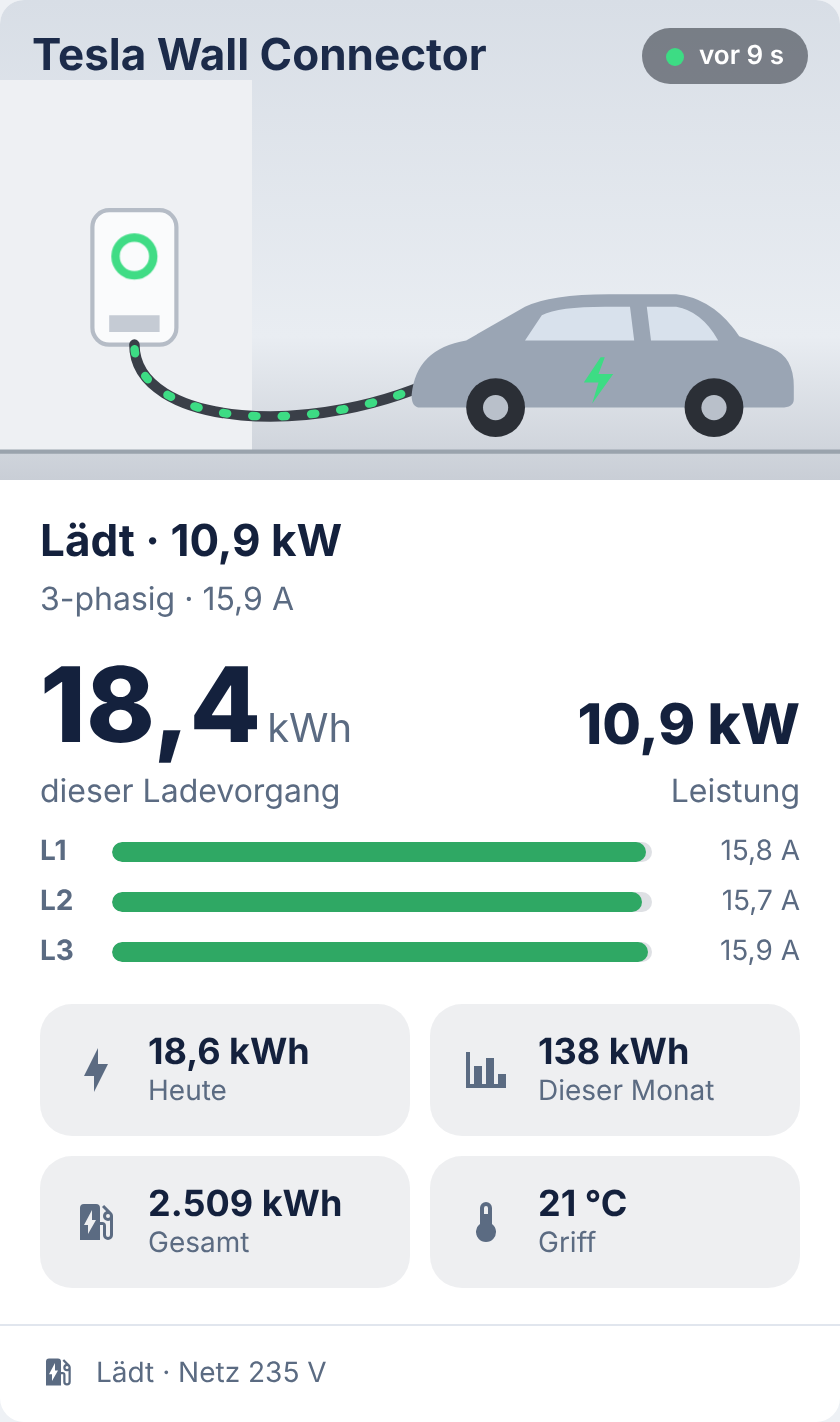 Tesla Wall Connector
vor 9 s
Lädt · 10,9 kW
3-phasig · 15,9 A
18,4 kWh
dieser Ladevorgang
10,9 kW
Leistung
L1 15,8 A
L2 15,7 A
L3 15,9 A
18,6 kWh
Heute
138 kWh
Dieser Monat
2.509 kWh
Gesamt
21 °C
Griff
Lädt · Netz 235 V